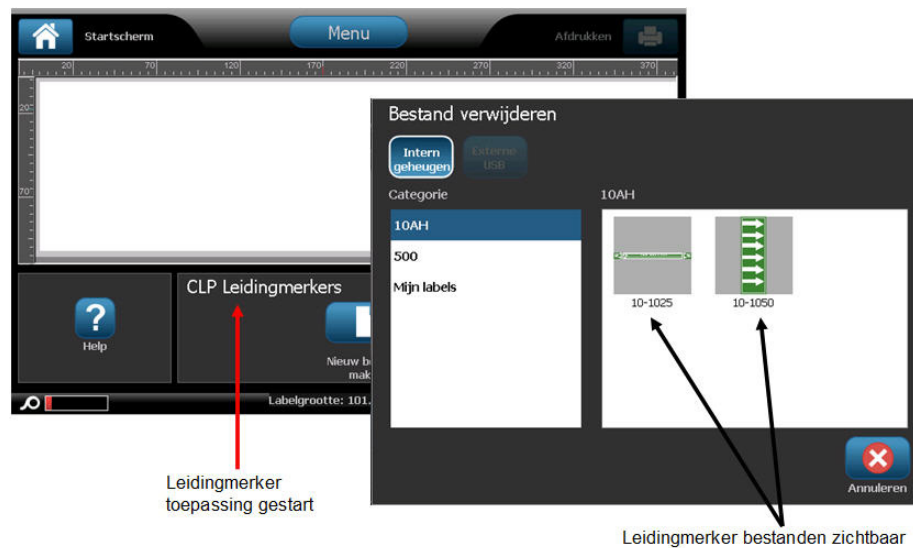 Startscherm
Menu
Afdrukken
20 70 120 170 220 270 320 370
20
70
CLP Leidingmerkers
Help
Nieuw b
mak
Labelgrootte: 101.
Bestand verwijderen
Intern
geheugen
Externe
USB
Categorie
10AH
500
Mijn labels
10AH
10-1025
10-1050
Annuleren
Leidingmerker
toepassing gestart
Leidingmerker bestanden zichtbaar